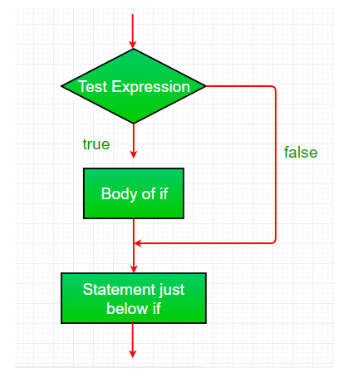 Test Expression
true
false
Body of if
Statement just
below if